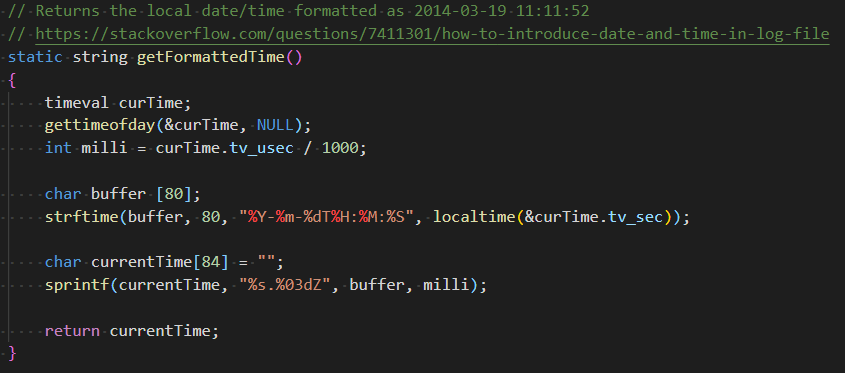 // Returns the local date/time formatted as 2014-03-19 11:11:52
// https://stackoverflow.com/questions/7411301/how-to-introduce-date-and-time-in-log-file
static string getFormattedTime()
{
    timeval curTime;
    gettimeofday(&curTime, NULL);
    int milli = curTime.tv_usec / 1000;

    char buffer [80];
    strftime(buffer, 80, "%Y-%m-%dT%H:%M:%S", localtime(&curTime.tv_sec));

    char currentTime[84] = "";
    sprintf(currentTime, "%s.%03dZ", buffer, milli);

    return currentTime;
}